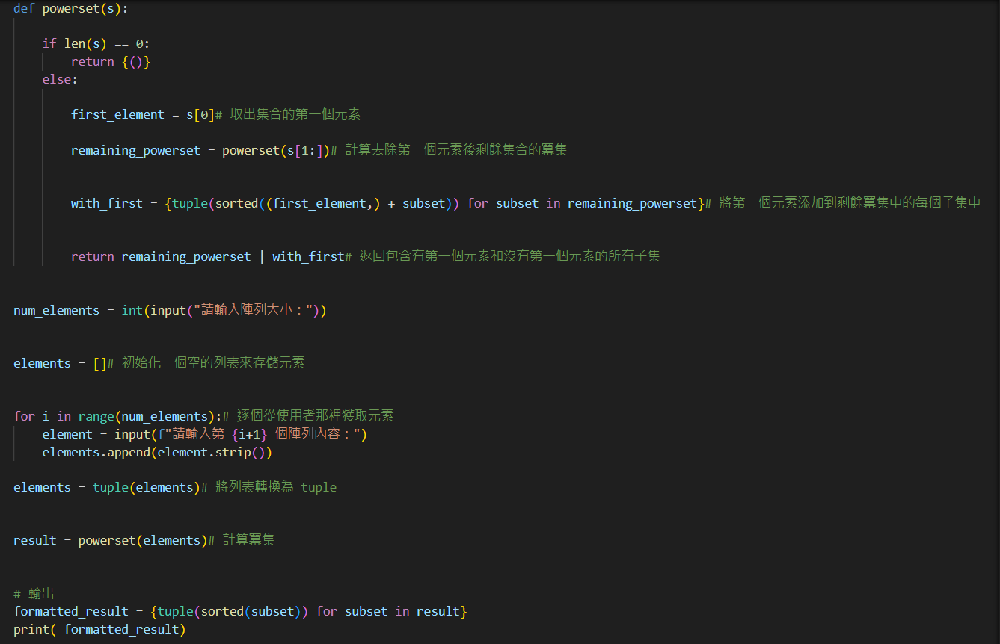 def powerset(s):
    if len(s) == 0:
        return {()}
    else:
        first_element = s[0]# 取出集合的第一個元素
        remaining_powerset = powerset(s[1:])# 計算去除第一個元素後剩餘集合的冪集
        with_first = {tuple(sorted((first_element,) + subset)) for subset in remaining_powerset}# 將第一個元素添加到剩餘冪集中的每個子集中
        return remaining_powerset | with_first# 返回包含有第一個元素和沒有第一個元素的所有子集
num_elements = int(input("請輸入陣列大小："))
elements = []# 初始化一個空的列表來存儲元素
for i in range(num_elements):# 逐個從使用者那裡獲取元素
    element = input(f"請輸入第 {i+1} 個陣列內容：")
    elements.append(element.strip())
elements = tuple(elements)# 將列表轉換為 tuple
result = powerset(elements)# 計算冪集
# 輸出
formatted_result = {tuple(sorted(subset)) for subset in result}
print( formatted_result)